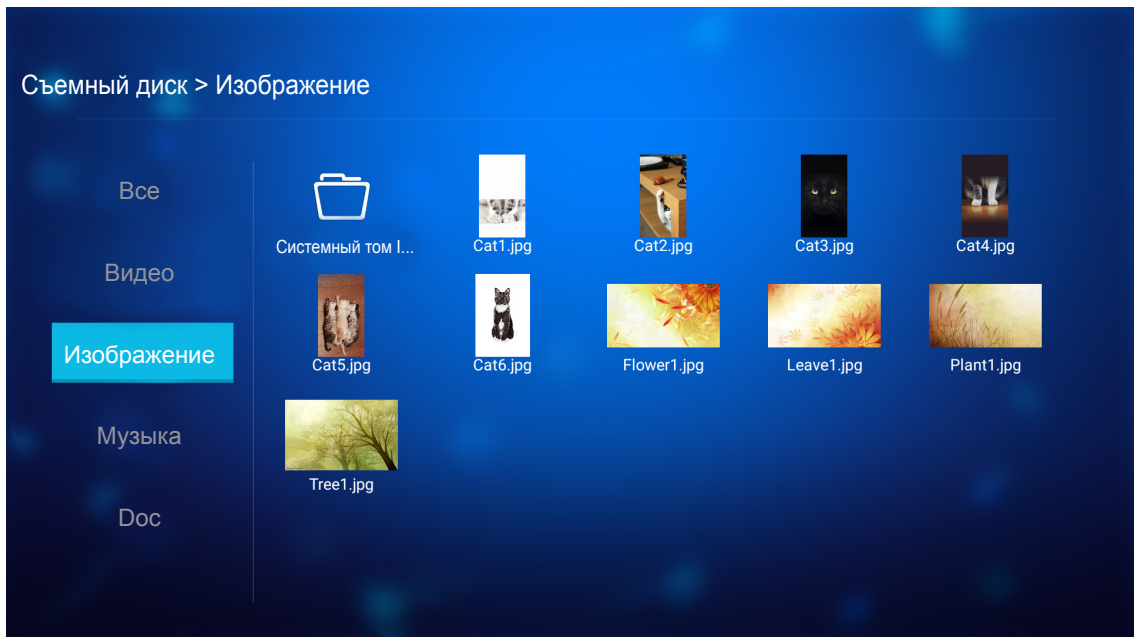 Съемный диск > Изображение
Все
Видео
Изображение
Музыка
Doc
Системный том I...
Cat1.jpg
Cat2.jpg
Cat3.jpg
Cat4.jpg
Cat5.jpg
Cat6.jpg
Flower1.jpg
Leave1.jpg
Plant1.jpg
Tree1.jpg